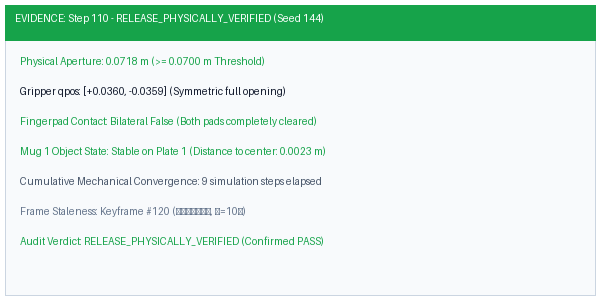 EVIDENCE: Step 110 - RELEASE_PHYSICALLY_VERIFIED (Seed 144)
Physical Aperture: 0.0718 m (>= 0.0700 m Threshold)
Gripper qpos: [+0.0360, -0.0359] (Symmetric full opening)
Fingerpad Contact: Bilateral False (Both pads completely cleared)
Mug 1 Object State: Stable on Plate 1 (Distance to center: 0.0023 m)
Cumulative Mechanical Convergence: 9 simulation steps elapsed
Frame Staleness: Keyframe #120 (, =10)
Audit Verdict: RELEASE_PHYSICALLY_VERIFIED (Confirmed PASS)